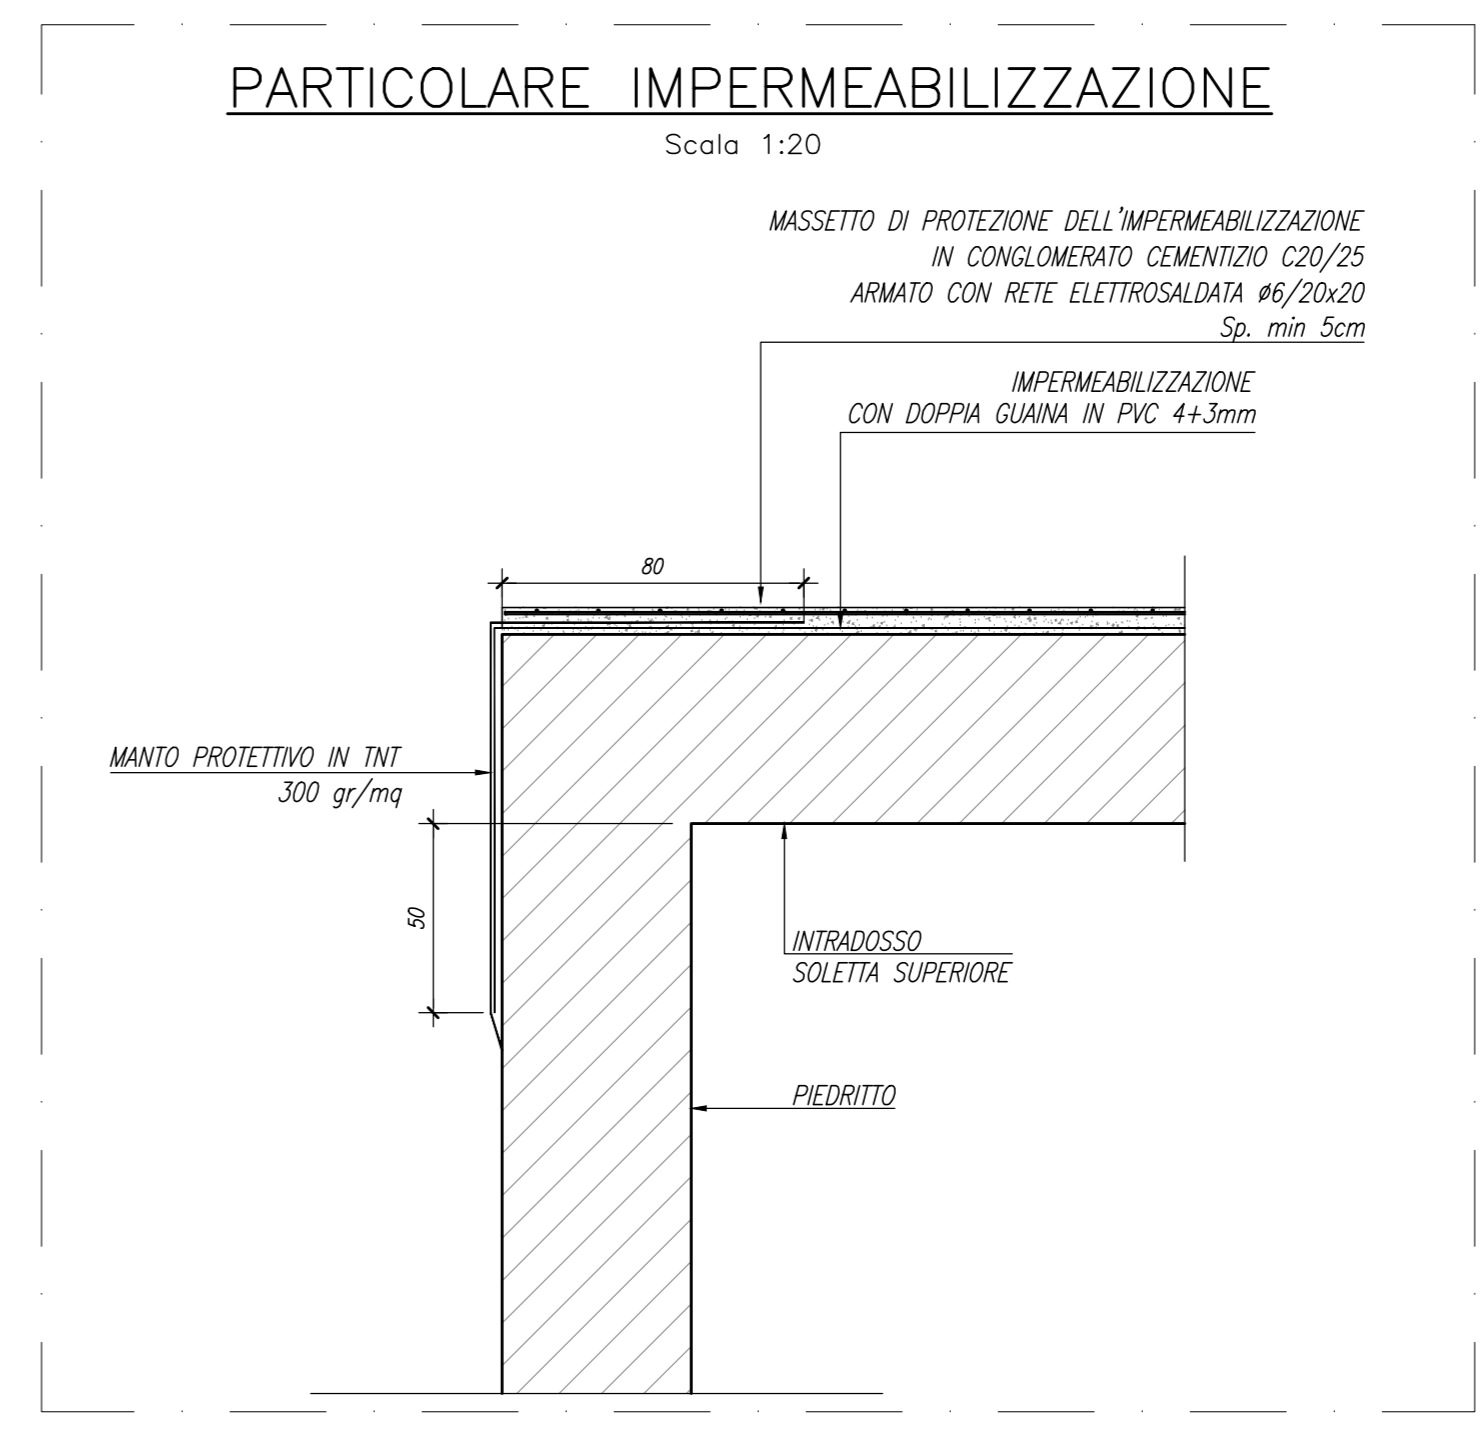 PARTICOLARE IMPERMEABILIZZAZIONE
Scala 1:20
MASSETTO DI PROTEZIONE DELL'IMPERMEABILIZZAZIONE
IN CONGLOMERATO CEMENTIZIO C20/25
ARMATO CON RETE ELETTROSALDATA ø6/20x20
Sp. min 5cm
IMPERMEABILIZZAZIONE
CON DOPPIA GUAINA IN PVC 4+3mm
80
MANTO PROTETTIVO IN TNT
300 gr/mq
50
INTRADOSSO
SOLETTA SUPERIORE
PIEDRITTO